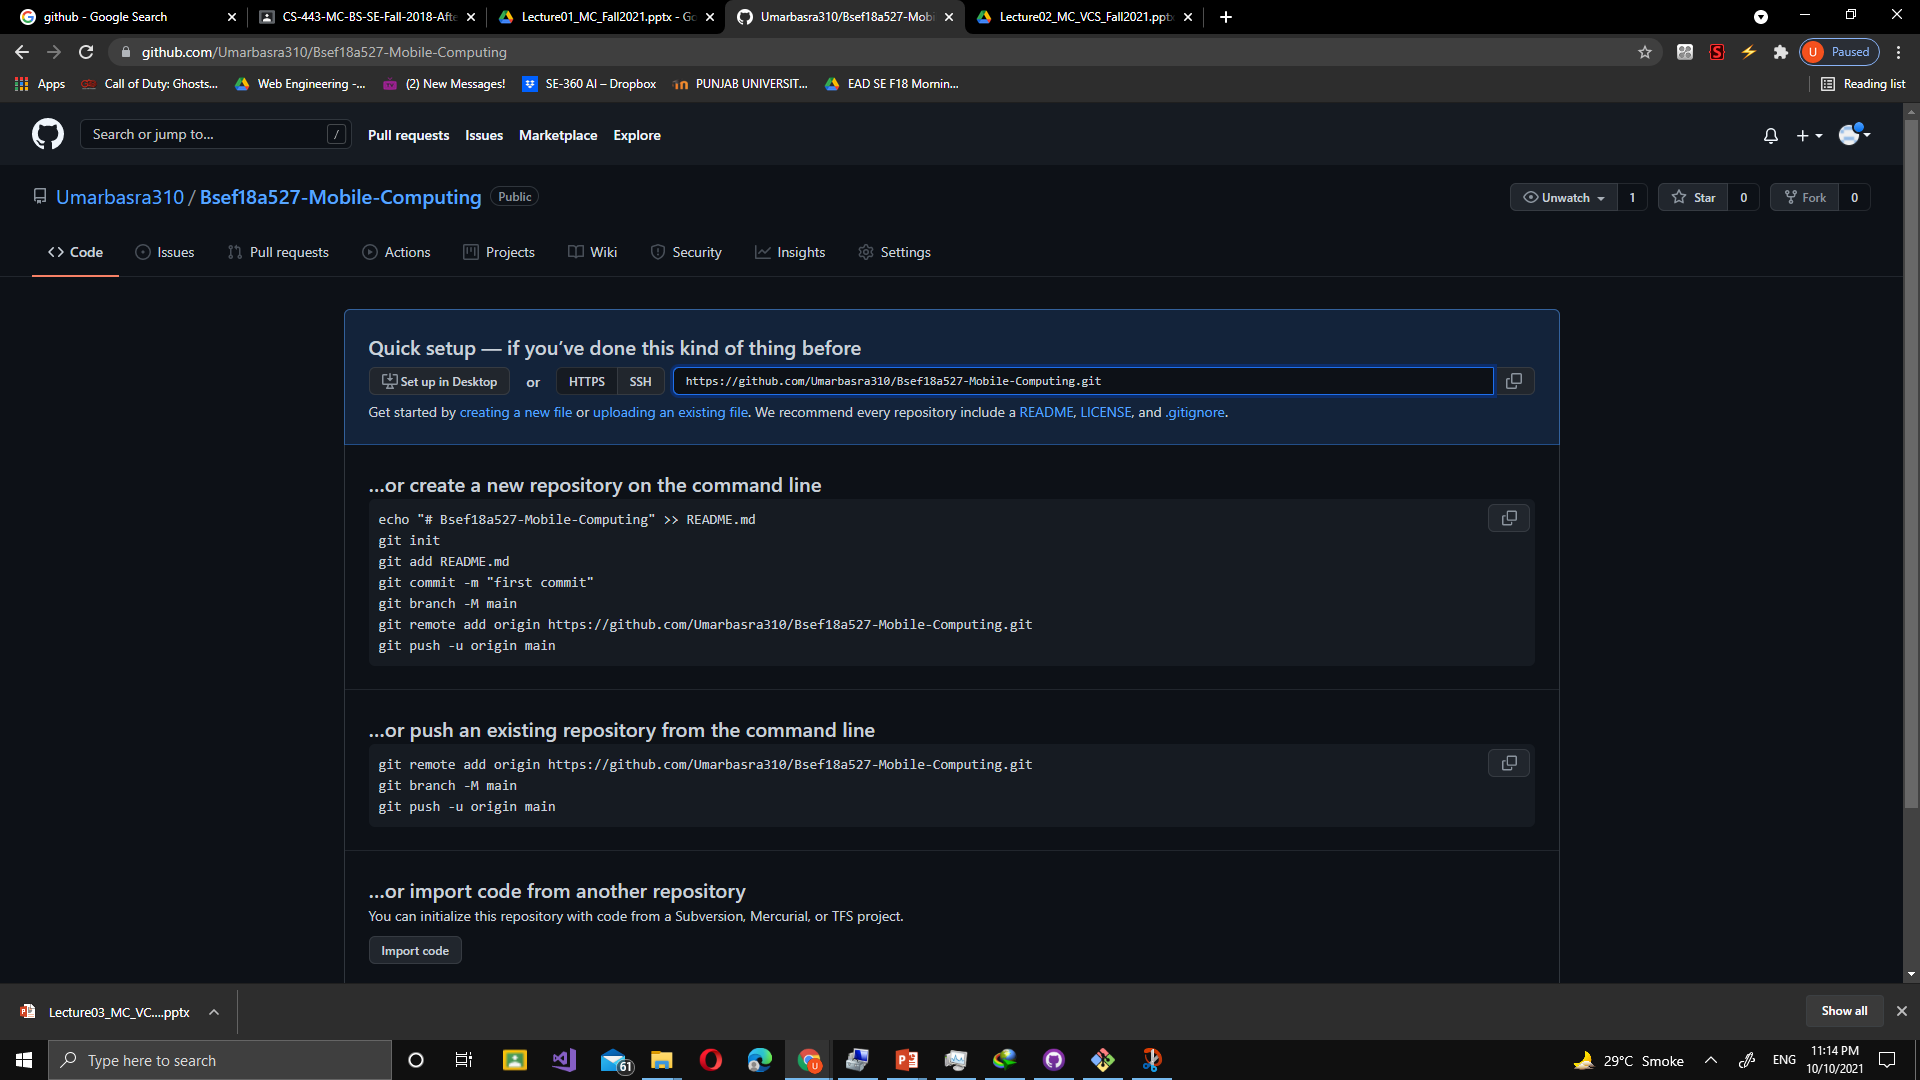 github - Google Search
CS-443-MC-BS-SE-Fall-2018-Afte
Lecture01_MC_Fall2021.pptx - Go
Umarbasra310/Bsef18a527-Mobi
Lecture02_MC_VCS_Fall2021.pptx
github.com/Umarbasra310/Bsef18a527-Mobile-Computing
S
U Paused
Apps
Call of Duty: Ghosts...
Web Engineering -...
(2) New Messages!
SE-360 AI – Dropbox
PUNJAB UNIVERSIT...
EAD SE F18 Mornin...
Reading list
Search or jump to... /
Pull requests Issues Marketplace Explore
Umarbasra310 / Bsef18a527-Mobile-Computing Public
Unwatch 1 Star 0 Fork 0
Code Issues Pull requests Actions Projects Wiki Security Insights Settings
Quick setup — if you’ve done this kind of thing before
Set up in Desktop or HTTPS SSH https://github.com/Umarbasra310/Bsef18a527-Mobile-Computing.git
Get started by creating a new file or uploading an existing file. We recommend every repository include a README, LICENSE, and .gitignore.
…or create a new repository on the command line
echo "# Bsef18a527-Mobile-Computing" >> README.md
git init
git add README.md
git commit -m "first commit"
git branch -M main
git remote add origin https://github.com/Umarbasra310/Bsef18a527-Mobile-Computing.git
git push -u origin main
…or push an existing repository from the command line
git remote add origin https://github.com/Umarbasra310/Bsef18a527-Mobile-Computing.git
git branch -M main
git push -u origin main
…or import code from another repository
You can initialize this repository with code from a Subversion, Mercurial, or TFS project.
Import code
Lecture03_MC_VC....pptx
Show all
Type here to search
61
29°C Smoke
ENG
11:14 PM
10/10/2021